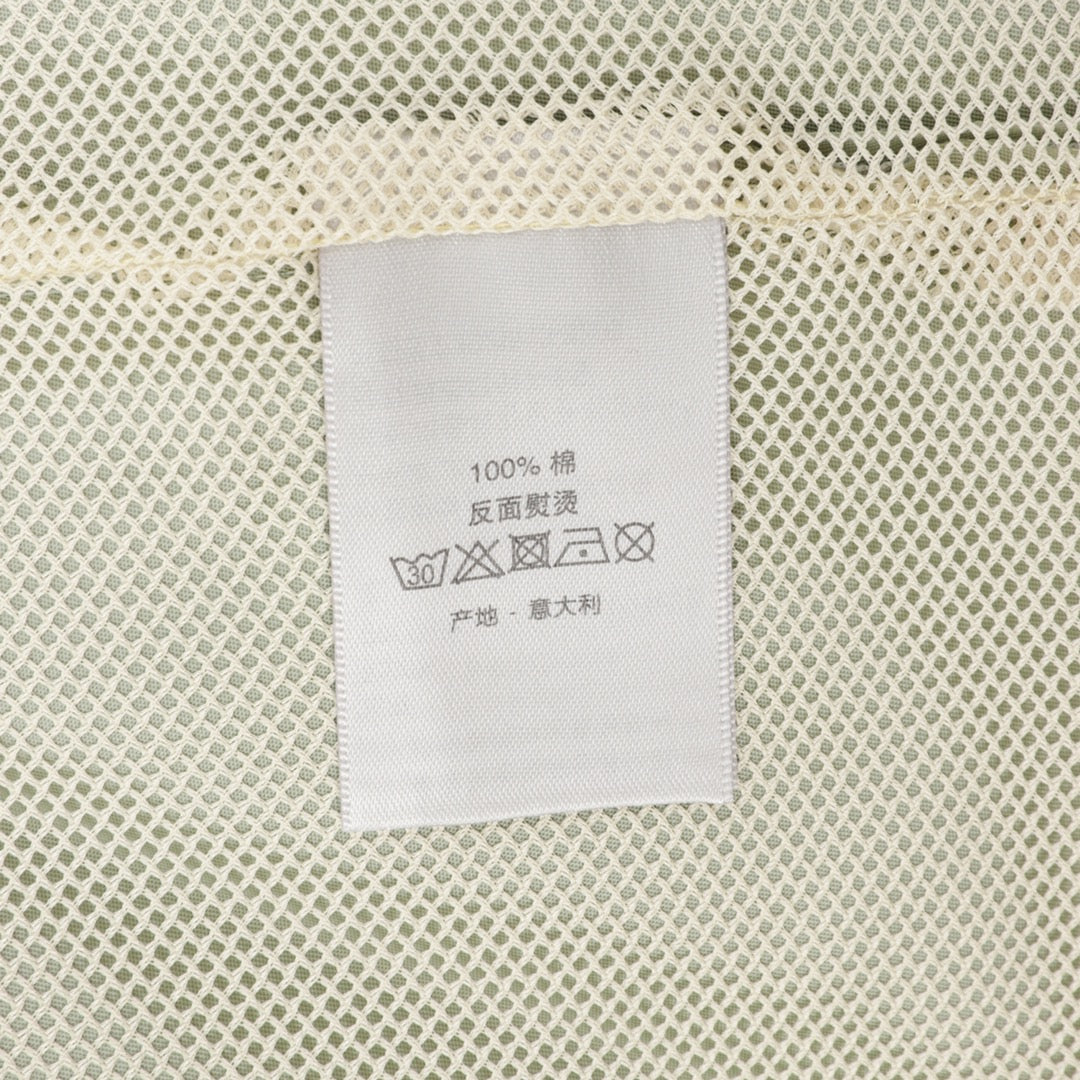 100% 棉
反面熨烫
30
产地 - 意大利